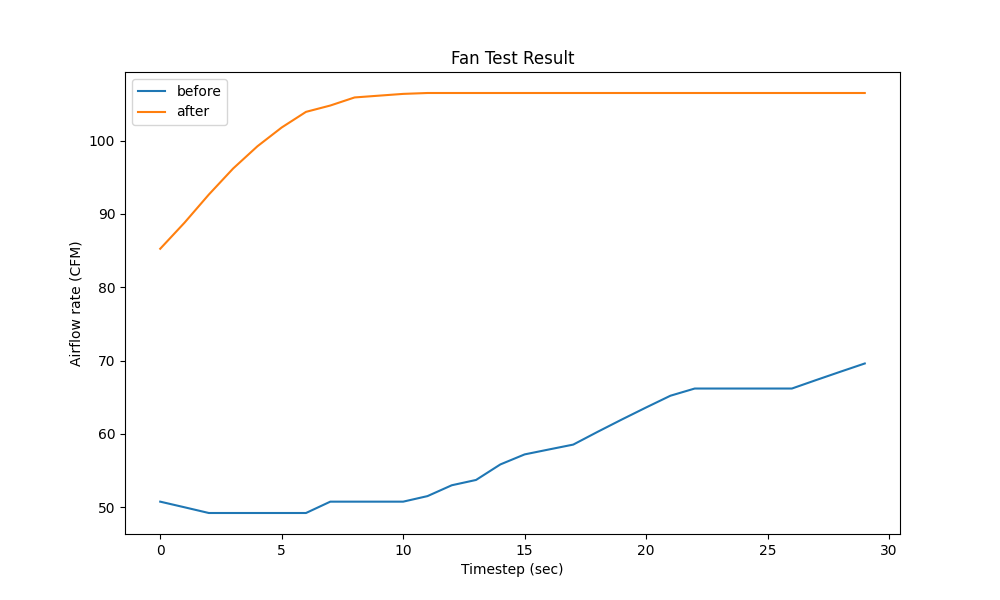 Fan Test Result
before
after
100
90
80
70
60
50
Airflow rate (CFM)
0 5 10 15 20 25 30
Timestep (sec)